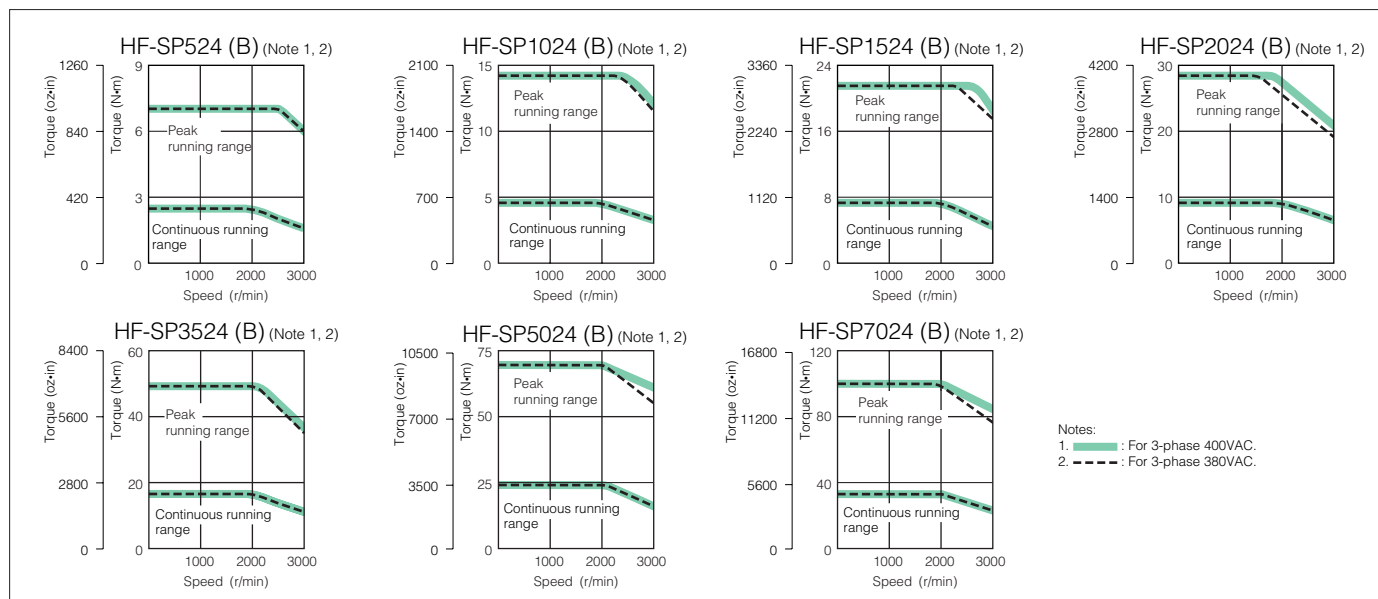 HF-SP524 (B) (Note 1, 2)
Torque (oz•in)
1260
840
420
0
Torque (N•m)
9
6
3
0
Peak
running range
Continuous running
range
1000 2000 3000
Speed (r/min)
HF-SP1024 (B) (Note 1, 2)
Torque (oz•in)
2100
1400
700
0
Torque (N•m)
15
10
5
0
Peak
running range
Continuous running
range
1000 2000 3000
Speed (r/min)
HF-SP1524 (B) (Note 1, 2)
Torque (oz•in)
3360
2240
1120
0
Torque (N•m)
24
16
8
0
Peak
running range
Continuous running
range
1000 2000 3000
Speed (r/min)
HF-SP2024 (B) (Note 1, 2)
Torque (oz•in)
4200
2800
1400
0
Torque (N•m)
30
20
10
0
Peak
running range
Continuous running
range
1000 2000 3000
Speed (r/min)
HF-SP3524 (B) (Note 1, 2)
Torque (oz•in)
8400
5600
2800
0
Torque (N•m)
60
40
20
0
Peak
running range
Continuous running
range
1000 2000 3000
Speed (r/min)
HF-SP5024 (B) (Note 1, 2)
Torque (oz•in)
10500
7000
3500
0
Torque (N•m)
75
50
25
0
Peak
running range
Continuous running
range
1000 2000 3000
Speed (r/min)
HF-SP7024 (B) (Note 1, 2)
Torque (oz•in)
16800
11200
5600
0
Torque (N•m)
120
80
40
0
Peak
running range
Continuous running
range
1000 2000 3000
Speed (r/min)
Notes:
1. : For 3-phase 400VAC.
2. : For 3-phase 380VAC.